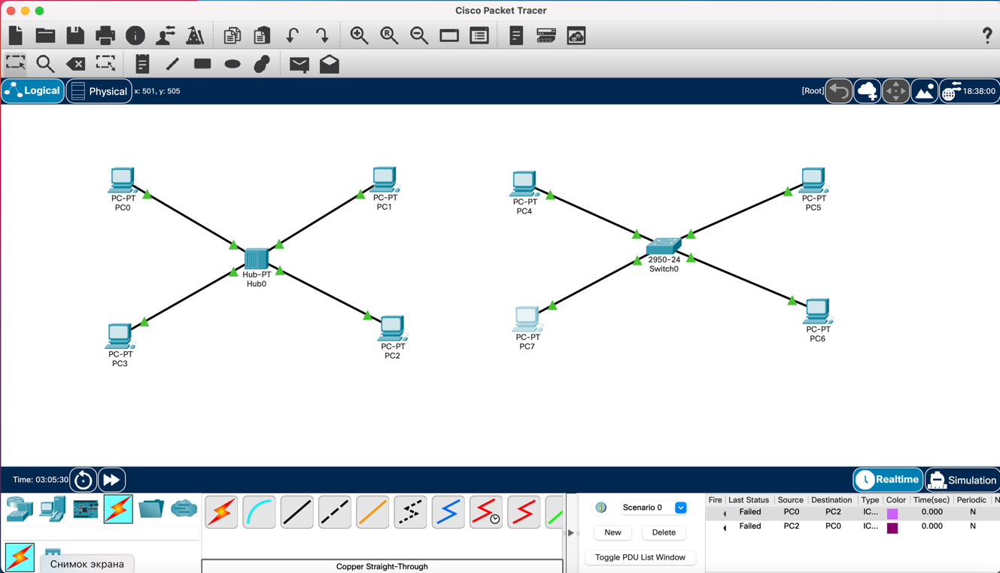 Cisco Packet Tracer
Logical
Physical
x: 501, y: 505
[Root]
18:38:00
PC-PT
PC0
PC-PT
PC1
PC-PT
PC4
PC-PT
PC5
Hub-PT
Hub0
2950-24
Switch0
PC-PT
PC3
PC-PT
PC2
PC-PT
PC7
PC-PT
PC6
Time: 03:05:30
Realtime
Simulation
Scenario 0
New
Delete
Toggle PDU List Window
Fire Last Status Source Destination Type Color Time(sec) Periodic N
Failed PC0 PC2 IC... 0.000 N
Failed PC2 PC0 IC... 0.000 N
Снимок экрана
Copper Straight-Through